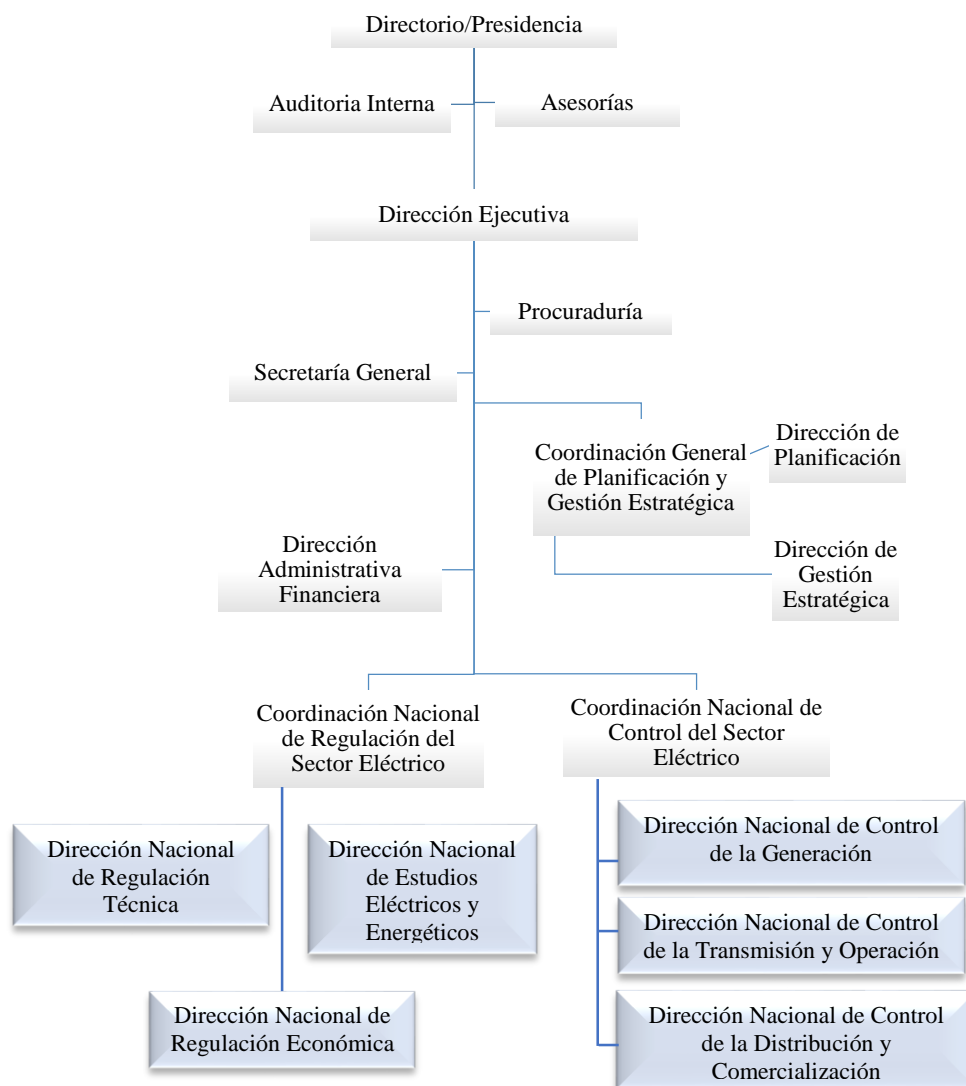 Directorio/Presidencia
Auditoria Interna
Asesorías
Dirección Ejecutiva
Procuraduría
Secretaría General
Coordinación General
de Planificación y
Gestión Estratégica
Dirección de
Planificación
Dirección
Administrativa
Financiera
Dirección de
Gestión
Estratégica
Coordinación Nacional
de Regulación del
Sector Eléctrico
Coordinación Nacional de
Control del Sector
Eléctrico
Dirección Nacional
de Regulación
Técnica
Dirección Nacional
de Estudios
Eléctricos y
Energéticos
Dirección Nacional de
Regulación Económica
Dirección Nacional de Control
de la Generación
Dirección Nacional de Control
de la Transmisión y Operación
Dirección Nacional de Control
de la Distribución y
Comercialización